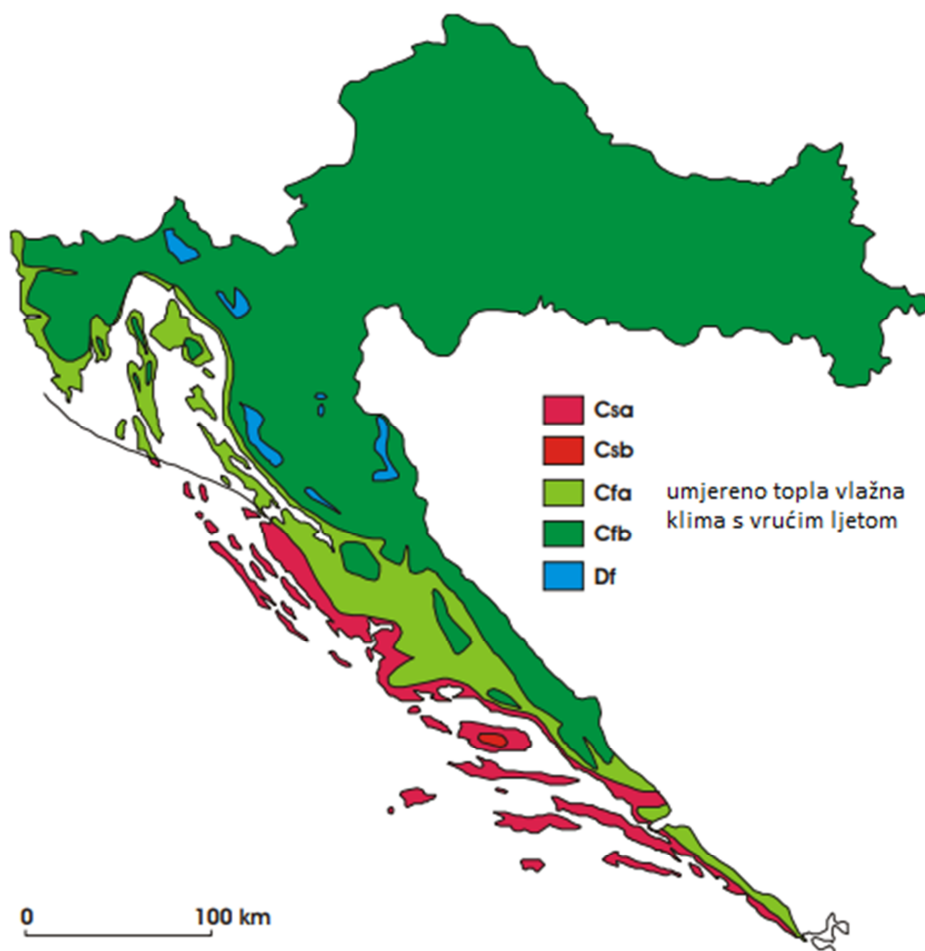 Csa
Csb
Cfa
umjereno topla vlažna
klima s vrućim ljetom
Cfb
Df
0 100 km